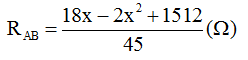 R_AB = (18x − 2x² + 1512) / 45 (Ω)